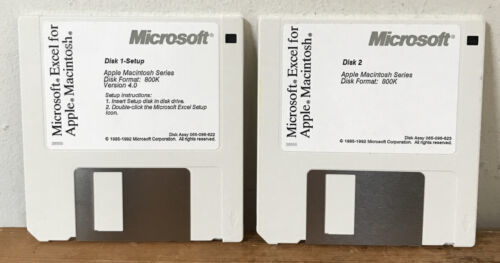 Microsoft® Excel for
Apple® Macintosh®
Microsoft®
Disk 1-Setup
Apple Macintosh Series
Disk Format: 800K
Version 4.0
Setup Instructions:
1. Insert Setup disk in disk drive.
2. Double-click the Microsoft Excel Setup
icon.
Disk Assy 065-096-622
© 1985-1992 Microsoft Corporation. All rights reserved.
Microsoft® Excel for
Apple® Macintosh®
Microsoft®
Disk 2
Apple Macintosh Series
Disk Format: 800K
Disk Assy 065-096-623
© 1985-1992 Microsoft Corporation. All rights reserved.